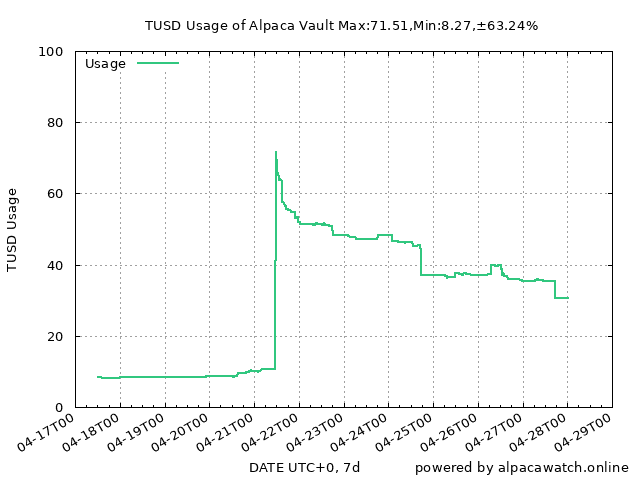 TUSD Usage of Alpaca Vault Max:71.51,Min:8.27,±63.24%
Usage
TUSD Usage
100
80
60
40
20
0
04-17T00
04-18T00
04-19T00
04-20T00
04-21T00
04-22T00
04-23T00
04-24T00
04-25T00
04-26T00
04-27T00
04-28T00
04-29T00
DATE UTC+0, 7d
powered by alpacawatch.online